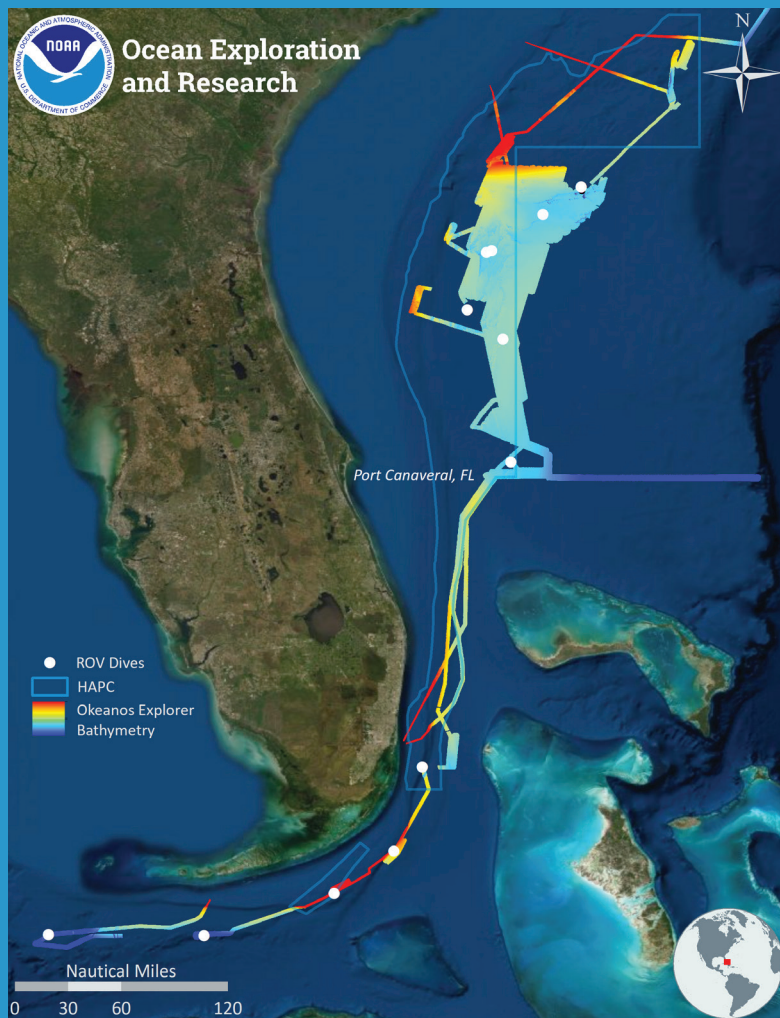 NATIONAL OCEANIC AND ATMOSPHERIC ADMINISTRATION
NOAA
U.S. DEPARTMENT OF COMMERCE
Ocean Exploration
and Research
N
Port Canaveral, FL
ROV Dives
HAPC
Okeanos Explorer
Bathymetry
Nautical Miles
0 30 60 120